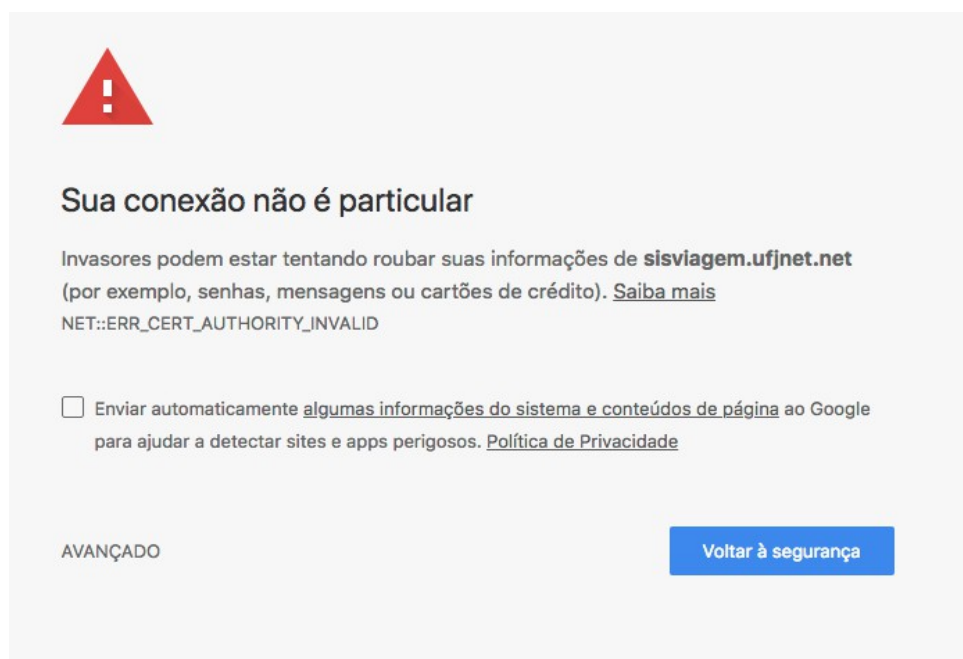 Sua conexão não é particular
Invasores podem estar tentando roubar suas informações de sisviagem.ufjnet.net
(por exemplo, senhas, mensagens ou cartões de crédito). Saiba mais
NET::ERR_CERT_AUTHORITY_INVALID
Enviar automaticamente algumas informações do sistema e conteúdos de página ao Google
para ajudar a detectar sites e apps perigosos. Política de Privacidade
AVANÇADO
Voltar à segurança